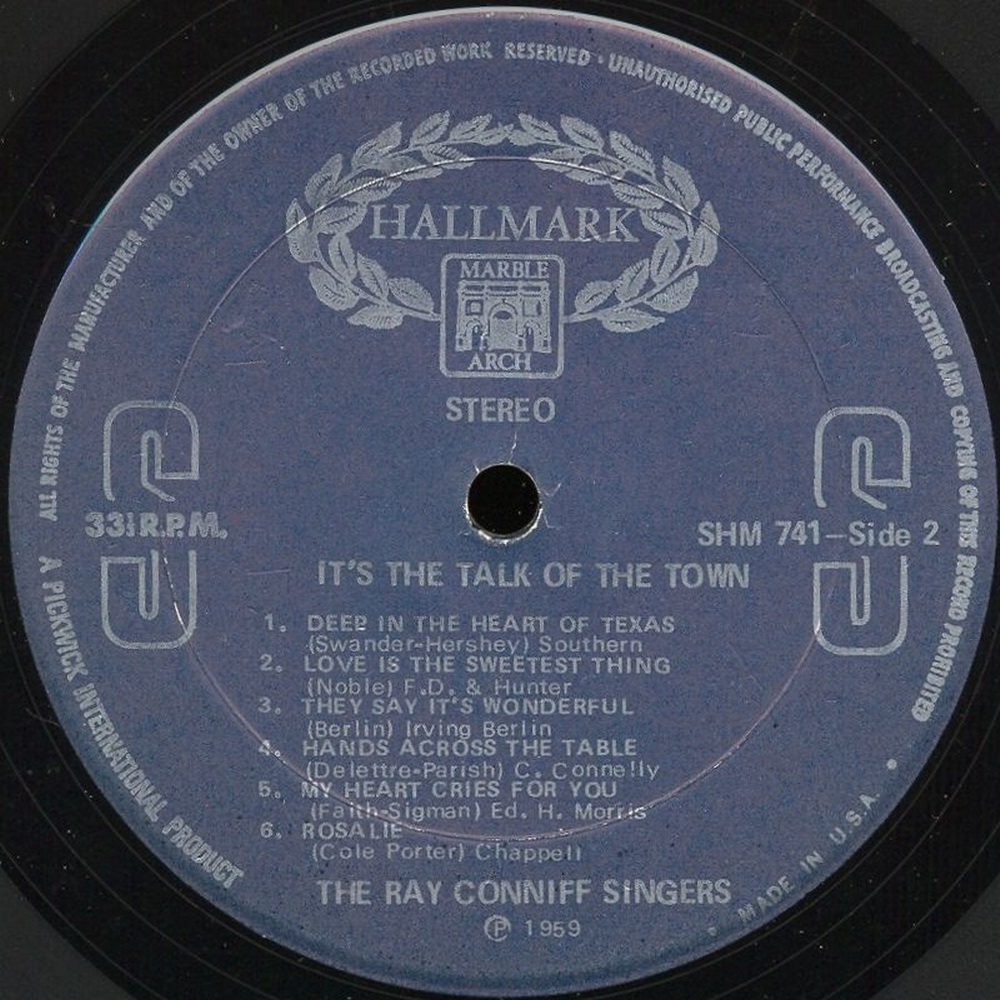 ALL RIGHTS OF THE MANUFACTURER AND OF THE OWNER OF THE RECORDED WORK RESERVED · UNAUTHORISED PUBLIC PERFORMANCE BROADCASTING AND COPYING OF THIS RECORD PROHIBITED
HALLMARK
MARBLE
ARCH
STEREO
33⅓ R.P.M.
SHM 741-Side 2
IT'S THE TALK OF THE TOWN
1. DEEP IN THE HEART OF TEXAS
(Swander-Hershey) Southern
2. LOVE IS THE SWEETEST THING
(Noble) F.D. & Hunter
3. THEY SAY IT'S WONDERFUL
(Berlin) Irving Berlin
4. HANDS ACROSS THE TABLE
(Delettre-Parish) C. Connelly
5. MY HEART CRIES FOR YOU
(Faith-Sigman) Ed. H. Morris
6. ROSALIE
(Cole Porter) Chappell
THE RAY CONNIFF SINGERS
℗ 1959
A PICKWICK INTERNATIONAL PRODUCT
· MADE IN U.S.A. ·